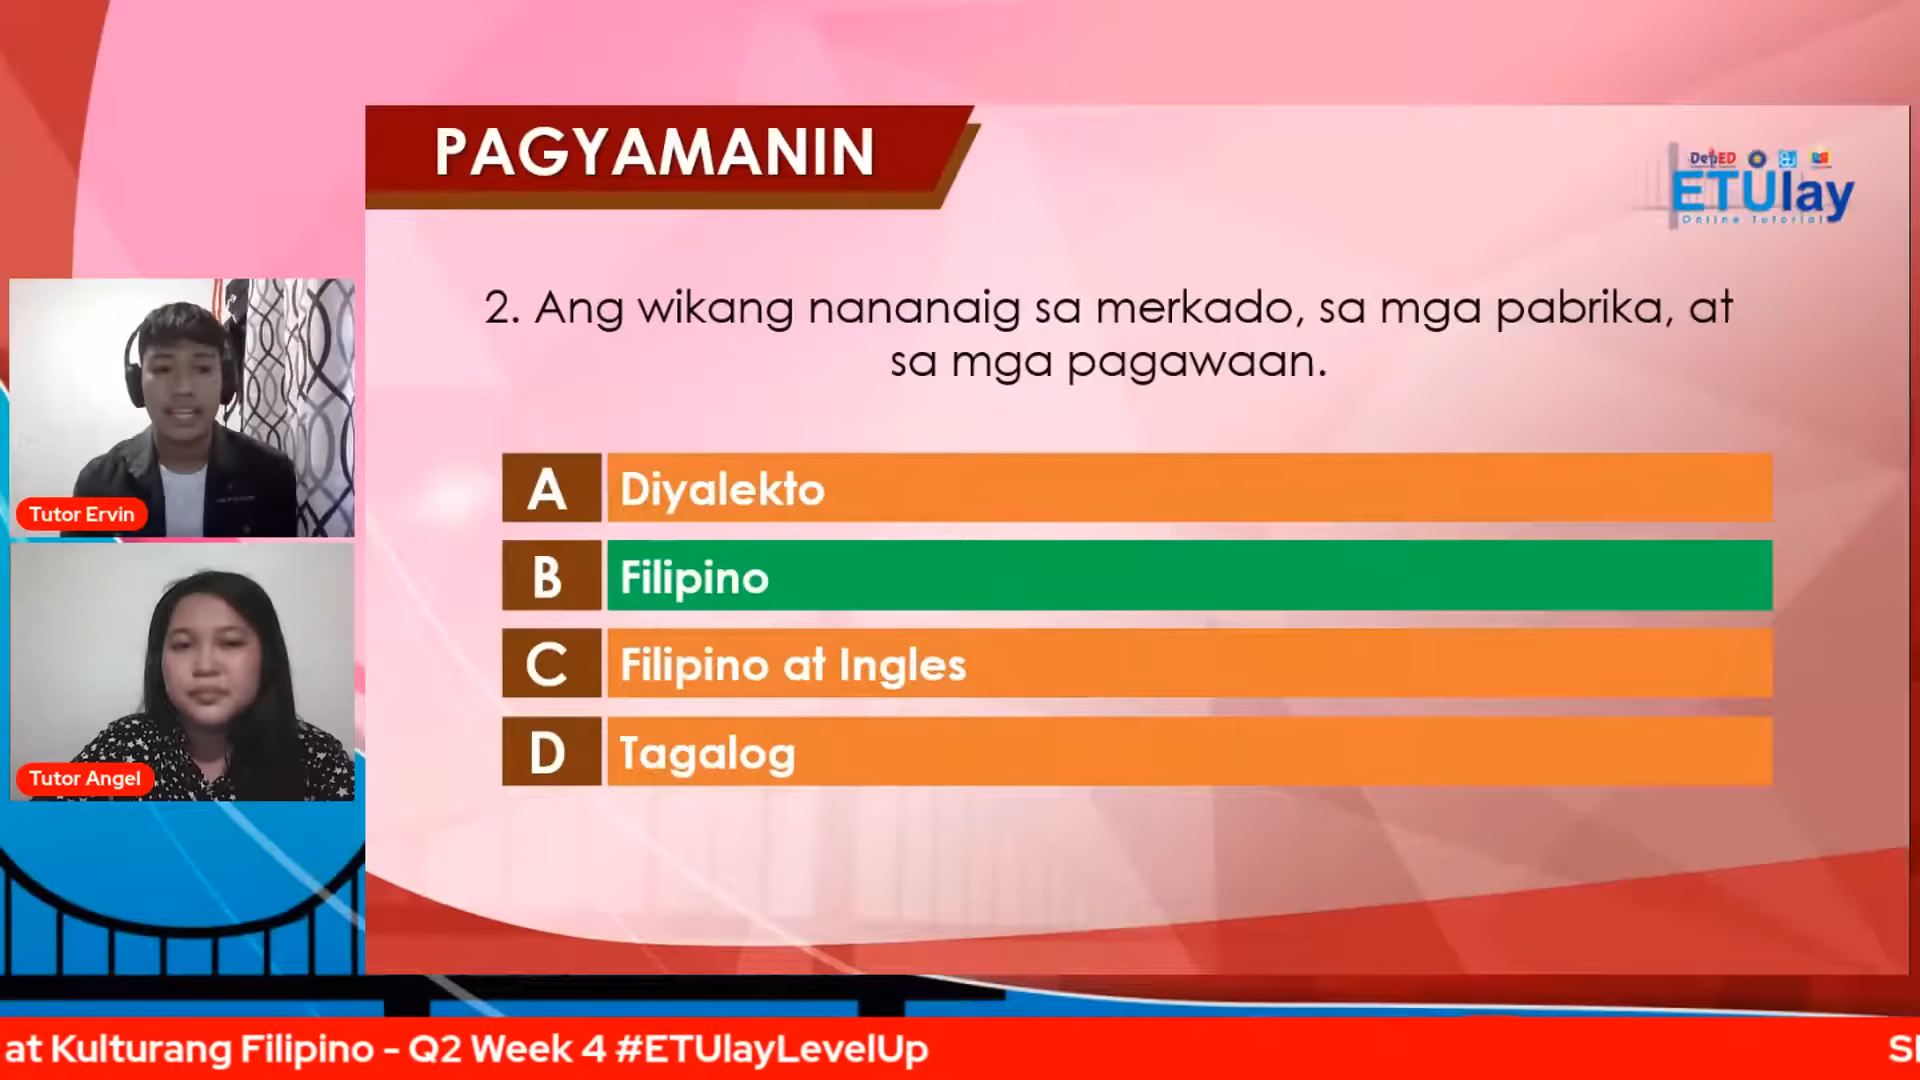 PAGYAMANIN
DepED
ETUlay
Online Tutorial
2. Ang wikang nananaig sa merkado, sa mga pabrika, at
sa mga pagawaan.
A Diyalekto
B Filipino
C Filipino at Ingles
D Tagalog
Tutor Ervin
Tutor Angel
at Kulturang Filipino - Q2 Week 4 #ETUlayLevelUp